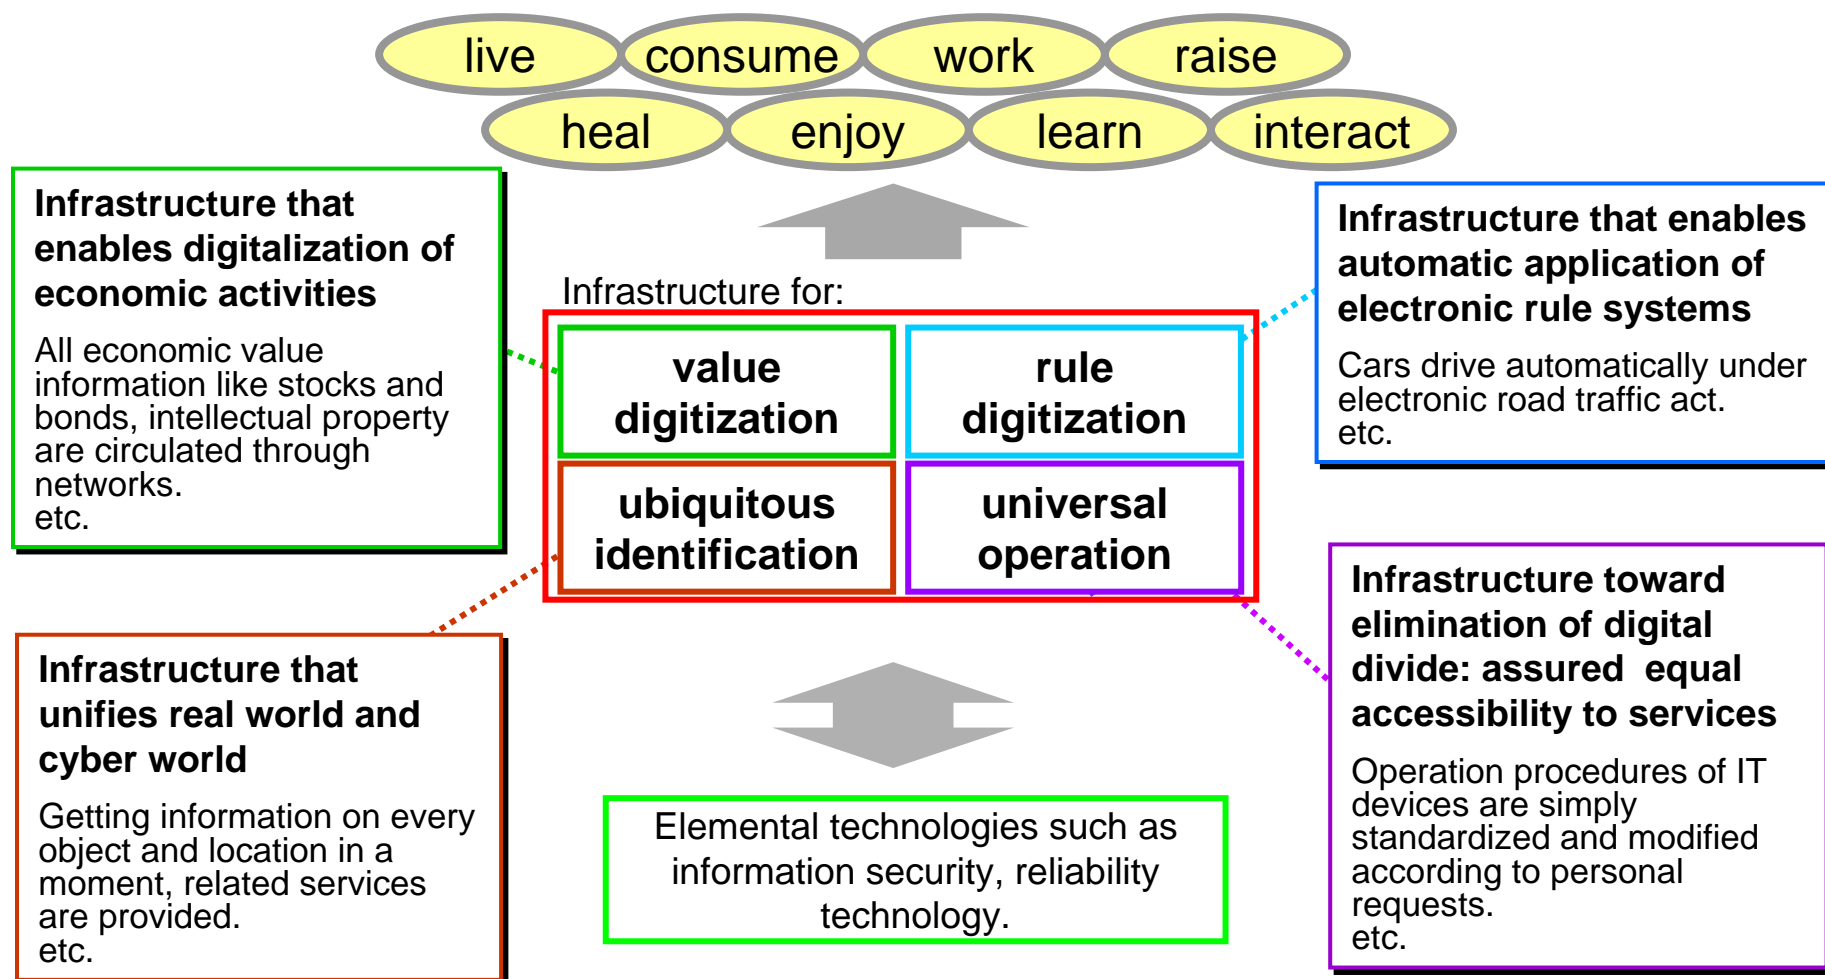 live consume work raise
heal enjoy learn interact
Infrastructure that
enables digitalization of
economic activities
All economic value
information like stocks and
bonds, intellectual property
are circulated through
networks.
etc.
Infrastructure that enables
automatic application of
electronic rule systems
Cars drive automatically under
electronic road traffic act.
etc.
Infrastructure for:
value
digitization
rule
digitization
ubiquitous
identification
universal
operation
Infrastructure that
unifies real world and
cyber world
Getting information on every
object and location in a
moment, related services
are provided.
etc.
Elemental technologies such as
information security, reliability
technology.
Infrastructure toward
elimination of digital
divide: assured  equal
accessibility to services
Operation procedures of IT
devices are simply
standardized and modified
according to personal
requests.
etc.